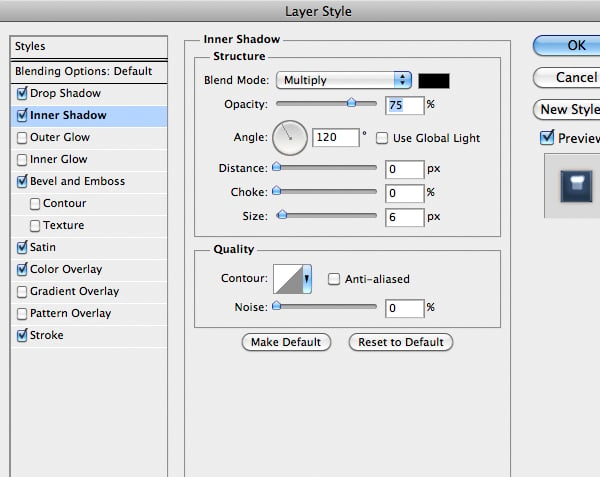 Layer Style
Styles
Blending Options: Default
Drop Shadow
Inner Shadow
Outer Glow
Inner Glow
Bevel and Emboss
Contour
Texture
Satin
Color Overlay
Gradient Overlay
Pattern Overlay
Stroke
Inner Shadow
Structure
Blend Mode: Multiply
Opacity: 75 %
Angle: 120 ° Use Global Light
Distance: 0 px
Choke: 0 %
Size: 6 px
Quality
Contour: Anti-aliased
Noise: 0 %
Make Default Reset to Default
OK
Cancel
New Style
Preview